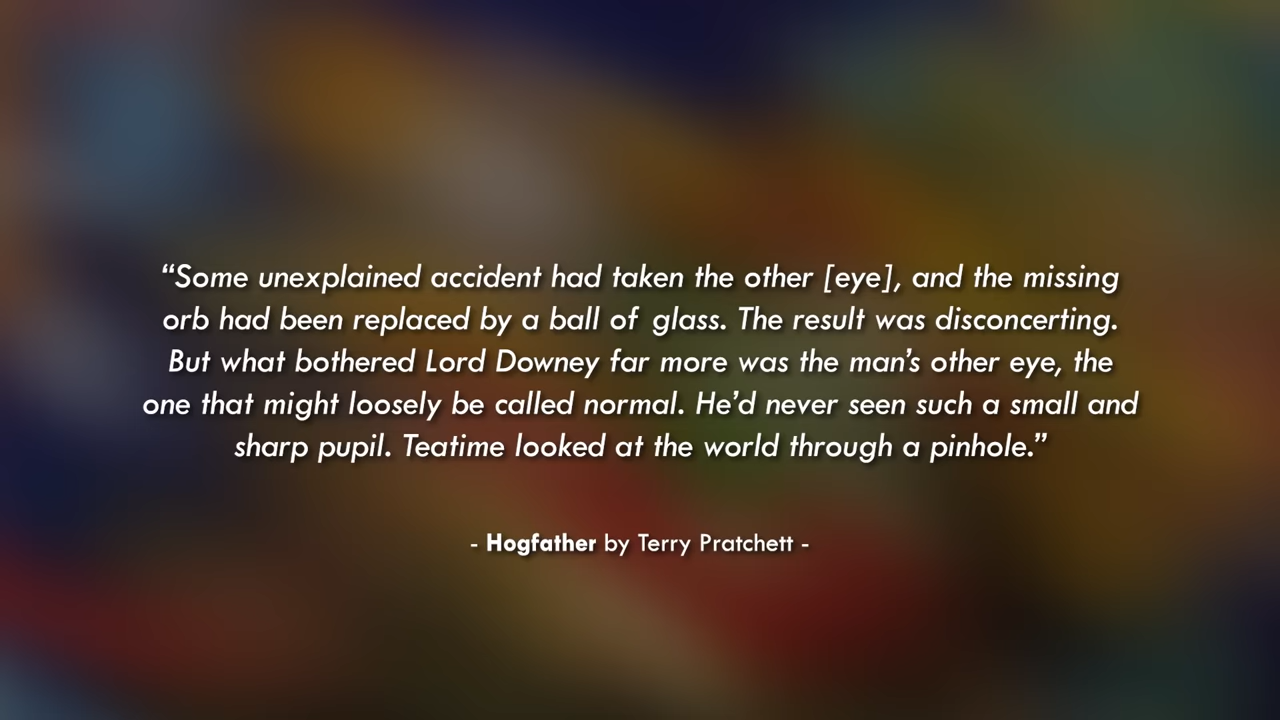 “Some unexplained accident had taken the other [eye], and the missing
orb had been replaced by a ball of glass. The result was disconcerting.
But what bothered Lord Downey far more was the man’s other eye, the
one that might loosely be called normal. He’d never seen such a small and
sharp pupil. Teatime looked at the world through a pinhole.”
- Hogfather by Terry Pratchett -